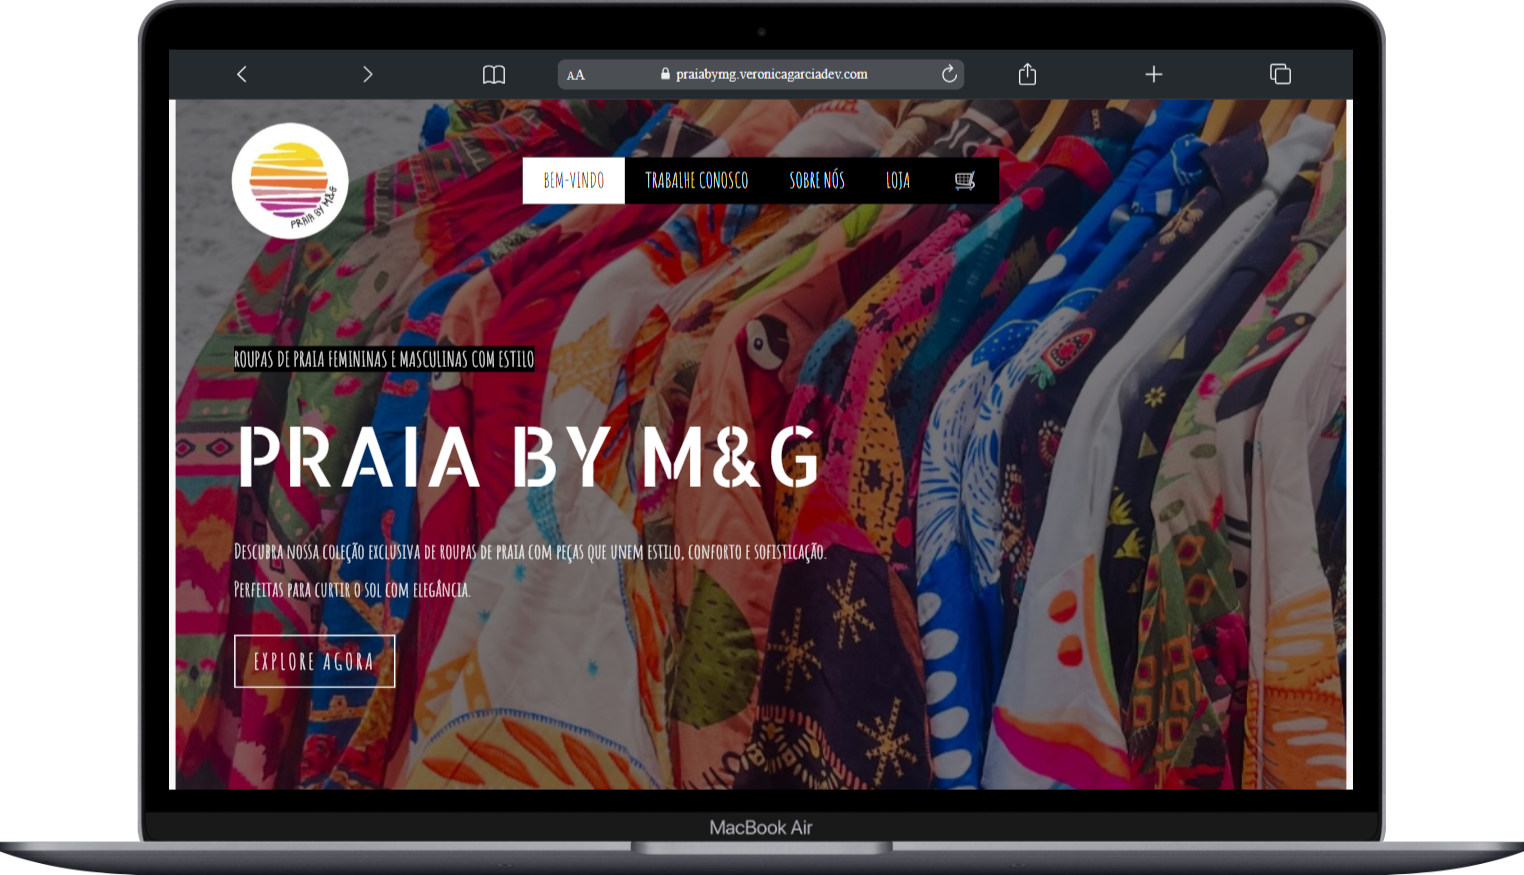 AA praiabymg.veronicagarciadev.com
PRAIA BY M&G
BEM-VINDO TRABALHE CONOSCO SOBRE NÓS LOJA
ROUPAS DE PRAIA FEMININAS E MASCULINAS COM ESTILO
PRAIA BY M&G
DESCUBRA NOSSA COLEÇÃO EXCLUSIVA DE ROUPAS DE PRAIA COM PEÇAS QUE UNEM ESTILO, CONFORTO E SOFISTICAÇÃO.
PERFEITAS PARA CURTIR O SOL COM ELEGÂNCIA.
EXPLORE AGORA
MacBook Air